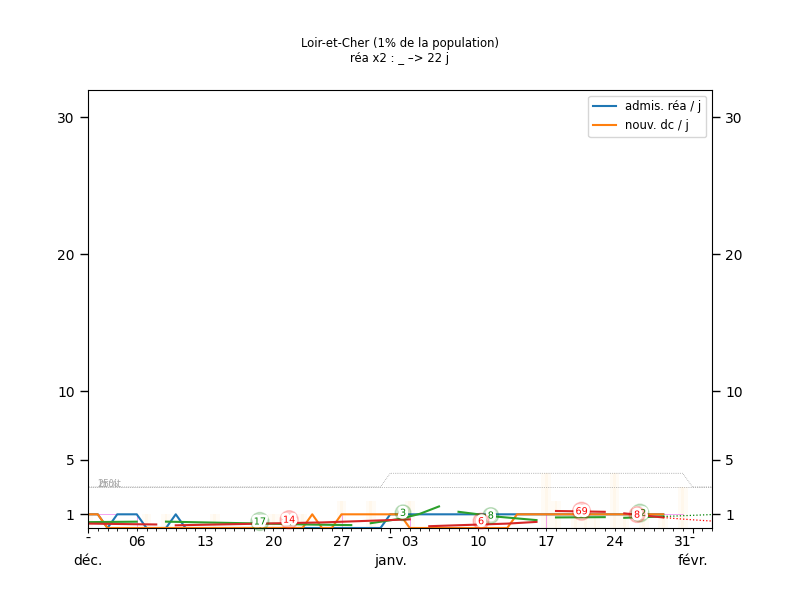 Loir-et-Cher (1% de la population)
réa x2 : _ –> 22 j
admis. réa / j
nouv. dc / j
30 30
20 20
10 10
5 5
1 1
17 14 3 6 8 69 8
- 06 13 20 27 - 03 10 17 24 31 -
déc. janv. févr.